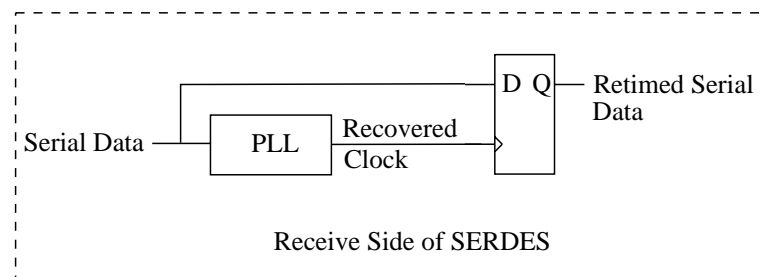 Serial Data
PLL
Recovered
Clock
D Q
Retimed Serial
Data
Receive Side of SERDES